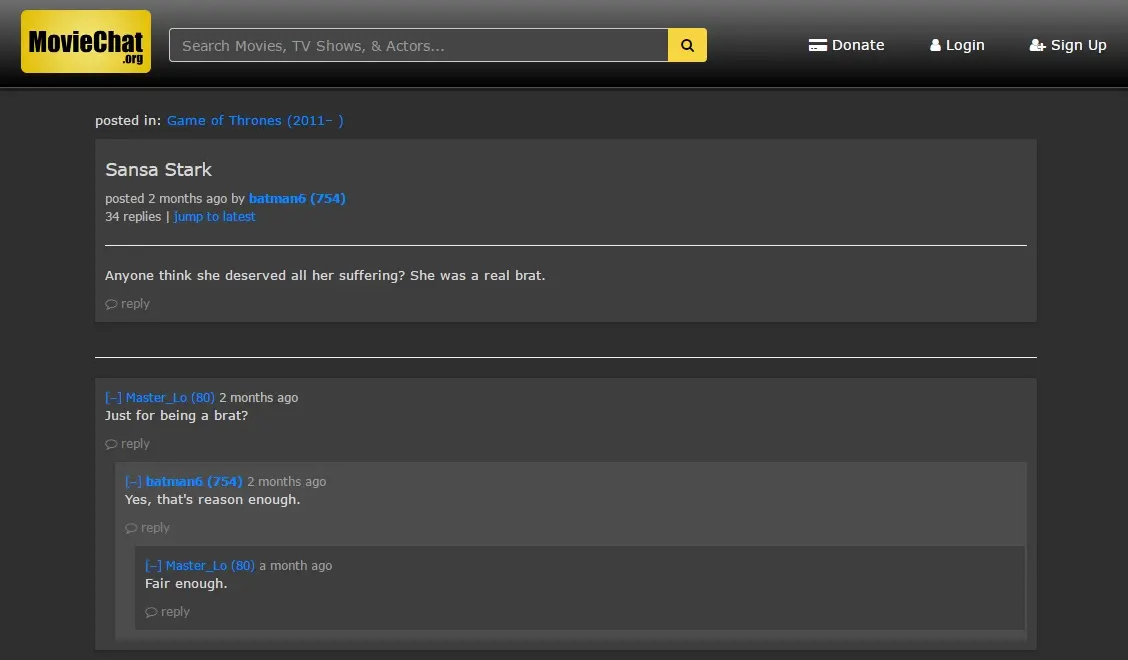 MovieChat
.org
Search Movies, TV Shows, & Actors...
Donate
Login
Sign Up
posted in: Game of Thrones (2011– )
Sansa Stark
posted 2 months ago by batman6 (754)
34 replies | jump to latest
Anyone think she deserved all her suffering? She was a real brat.
reply
[–] Master_Lo (80) 2 months ago
Just for being a brat?
reply
[–] batman6 (754) 2 months ago
Yes, that's reason enough.
reply
[–] Master_Lo (80) a month ago
Fair enough.
reply